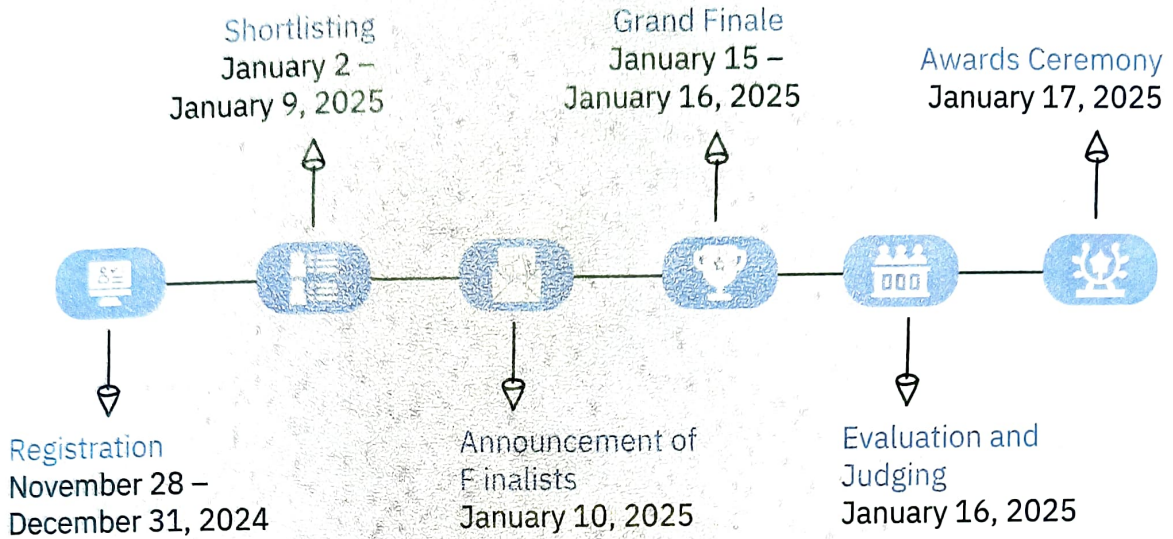 Shortlisting
January 2 –
January 9, 2025
Grand Finale
January 15 –
January 16, 2025
Awards Ceremony
January 17, 2025
Registration
November 28 –
December 31, 2024
Announcement of
F inalists
January 10, 2025
Evaluation and
Judging
January 16, 2025